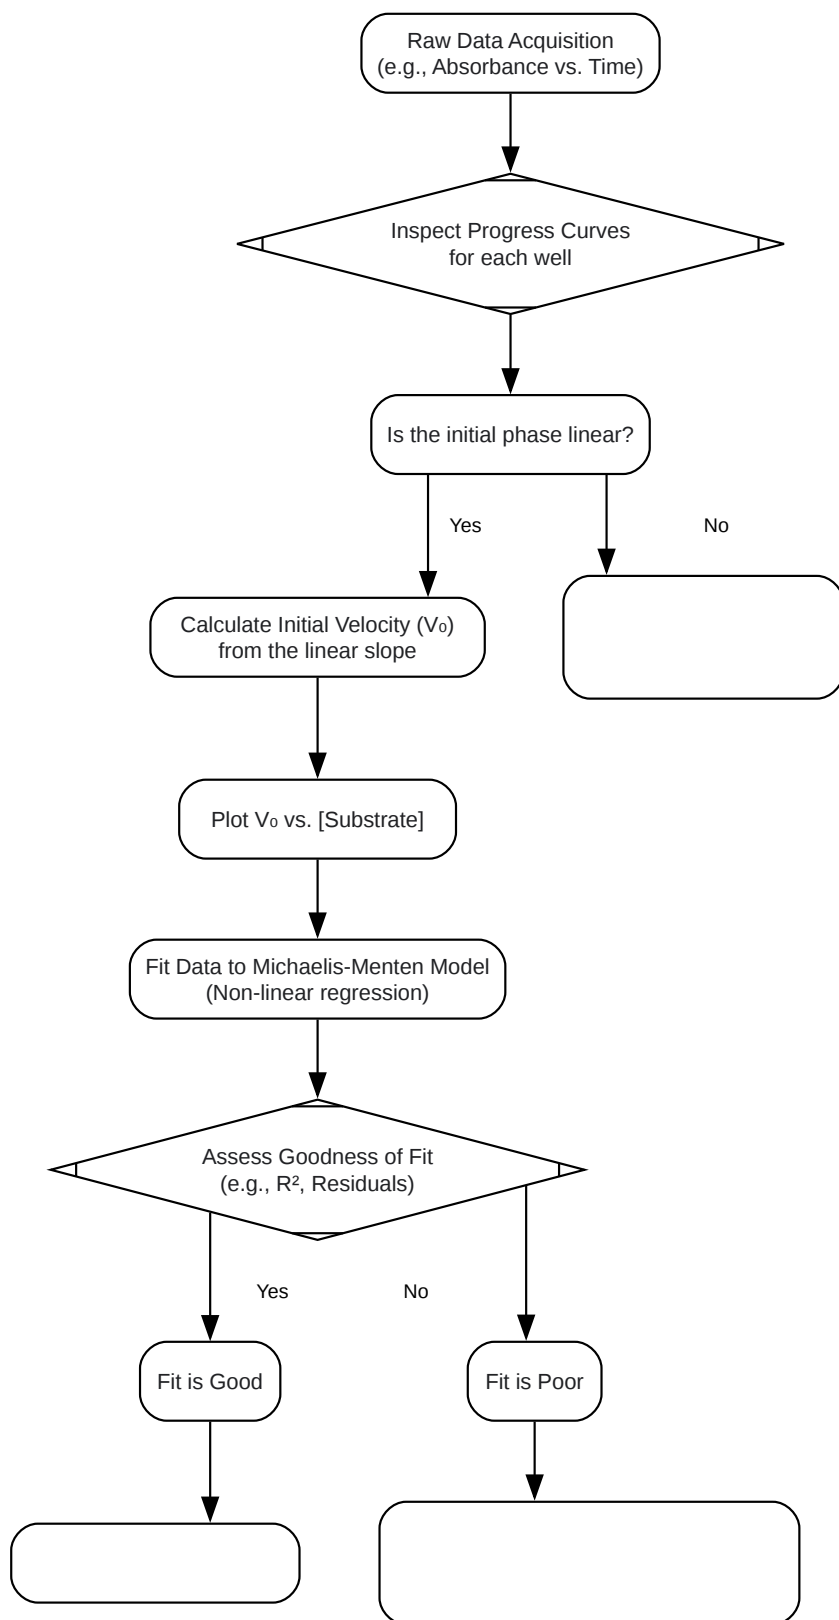 Raw Data Acquisition
(e.g., Absorbance vs. Time)
Inspect Progress Curves
for each well
Is the initial phase linear?
Yes
No
Calculate Initial Velocity (V₀)
from the linear slope
Plot V₀ vs. [Substrate]
Fit Data to Michaelis-Menten Model
(Non-linear regression)
Assess Goodness of Fit
(e.g., R², Residuals)
Yes
No
Fit is Good
Fit is Poor